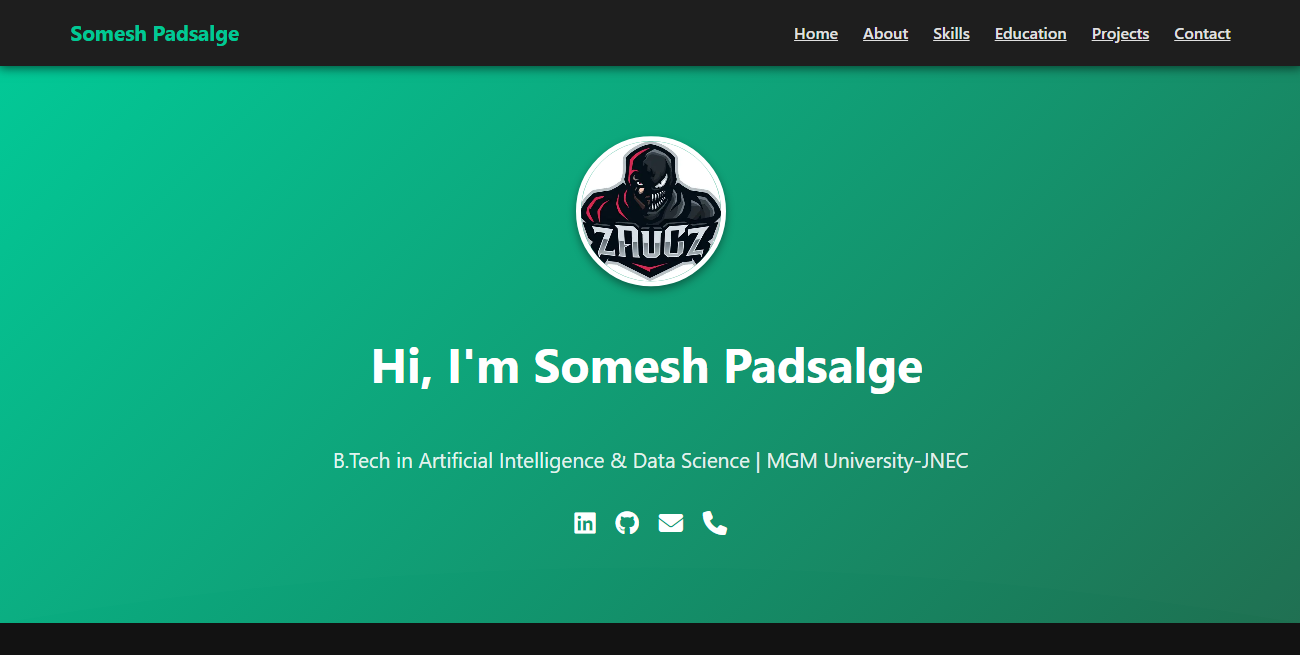 Somesh Padsalge
Home About Skills Education Projects Contact
ZAUCZ
Hi, I'm Somesh Padsalge
B.Tech in Artificial Intelligence & Data Science | MGM University-JNEC
in